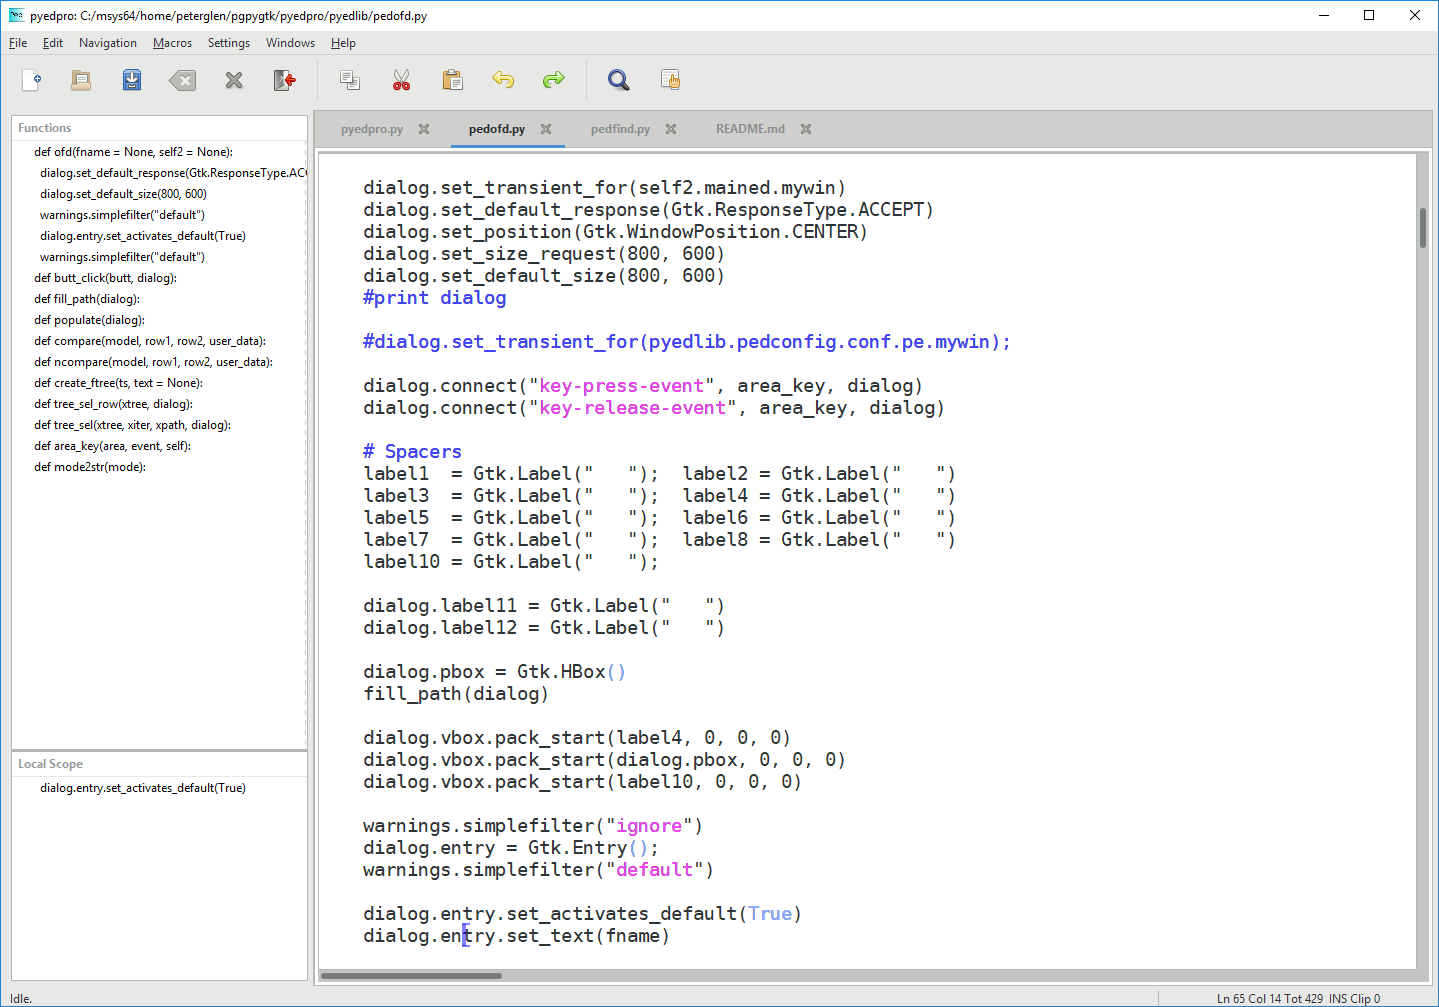 pyedpro: C:/msys64/home/peterglen/pgpygtk/pyedpro/pyedlib/pedofd.py
File Edit Navigation Macros Settings Windows Help
Functions
def ofd(fname = None, self2 = None):
dialog.set_default_response(Gtk.ResponseType.AC
dialog.set_default_size(800, 600)
warnings.simplefilter("default")
dialog.entry.set_activates_default(True)
warnings.simplefilter("default")
def butt_click(butt, dialog):
def fill_path(dialog):
def populate(dialog):
def compare(model, row1, row2, user_data):
def ncompare(model, row1, row2, user_data):
def create_ftree(ts, text = None):
def tree_sel_row(xtree, dialog):
def tree_sel(xtree, xiter, xpath, dialog):
def area_key(area, event, self):
def mode2str(mode):
Local Scope
dialog.entry.set_activates_default(True)
pyedpro.py pedofd.py pedfind.py README.md
dialog.set_transient_for(self2.mained.mywin)
dialog.set_default_response(Gtk.ResponseType.ACCEPT)
dialog.set_position(Gtk.WindowPosition.CENTER)
dialog.set_size_request(800, 600)
dialog.set_default_size(800, 600)
#print dialog
#dialog.set_transient_for(pyedlib.pedconfig.conf.pe.mywin);
dialog.connect("key-press-event", area_key, dialog)
dialog.connect("key-release-event", area_key, dialog)
# Spacers
label1  = Gtk.Label("   ");  label2 = Gtk.Label("   ")
label3  = Gtk.Label("   ");  label4 = Gtk.Label("   ")
label5  = Gtk.Label("   ");  label6 = Gtk.Label("   ")
label7  = Gtk.Label("   ");  label8 = Gtk.Label("   ")
label10 = Gtk.Label("   ");
dialog.label11 = Gtk.Label("   ")
dialog.label12 = Gtk.Label("   ")
dialog.pbox = Gtk.HBox()
fill_path(dialog)
dialog.vbox.pack_start(label4, 0, 0, 0)
dialog.vbox.pack_start(dialog.pbox, 0, 0, 0)
dialog.vbox.pack_start(label10, 0, 0, 0)
warnings.simplefilter("ignore")
dialog.entry = Gtk.Entry();
warnings.simplefilter("default")
dialog.entry.set_activates_default(True)
dialog.entry.set_text(fname)
Idle.
Ln 65 Col 14 Tot 429  INS Clip 0